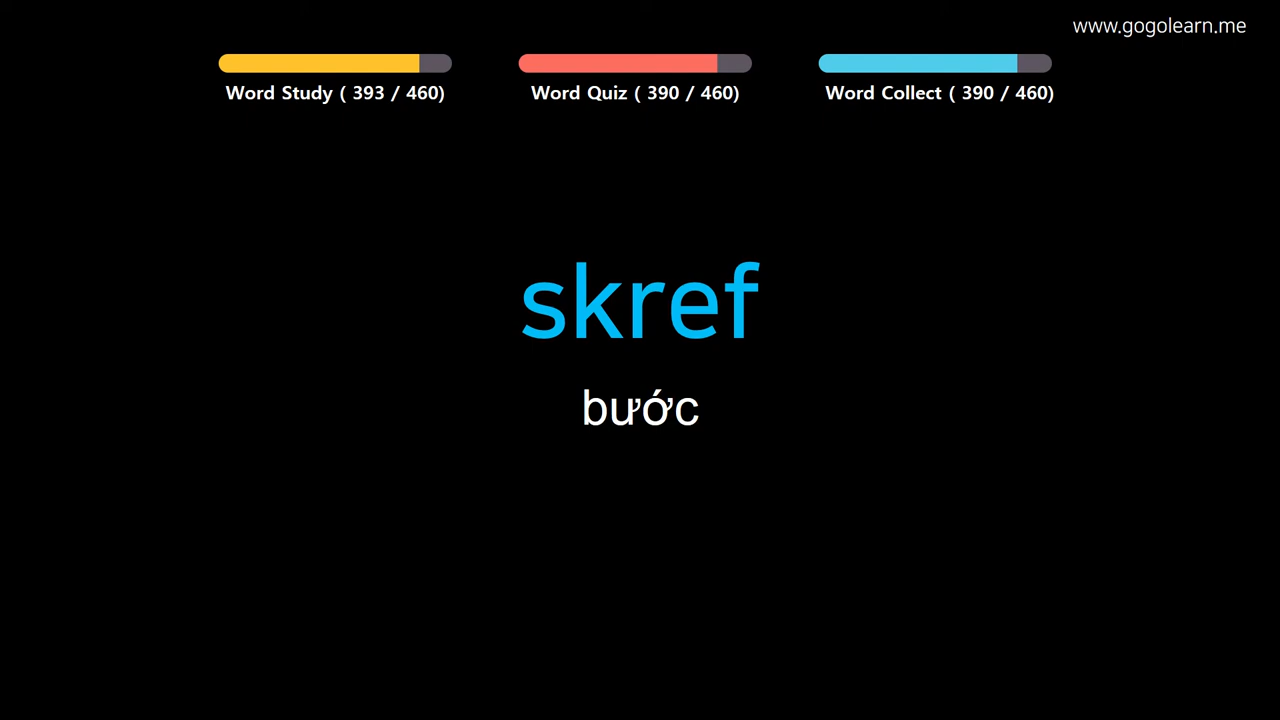 www.gogolearn.me
Word Study ( 393 / 460)
Word Quiz ( 390 / 460)
Word Collect ( 390 / 460)
skref
bước